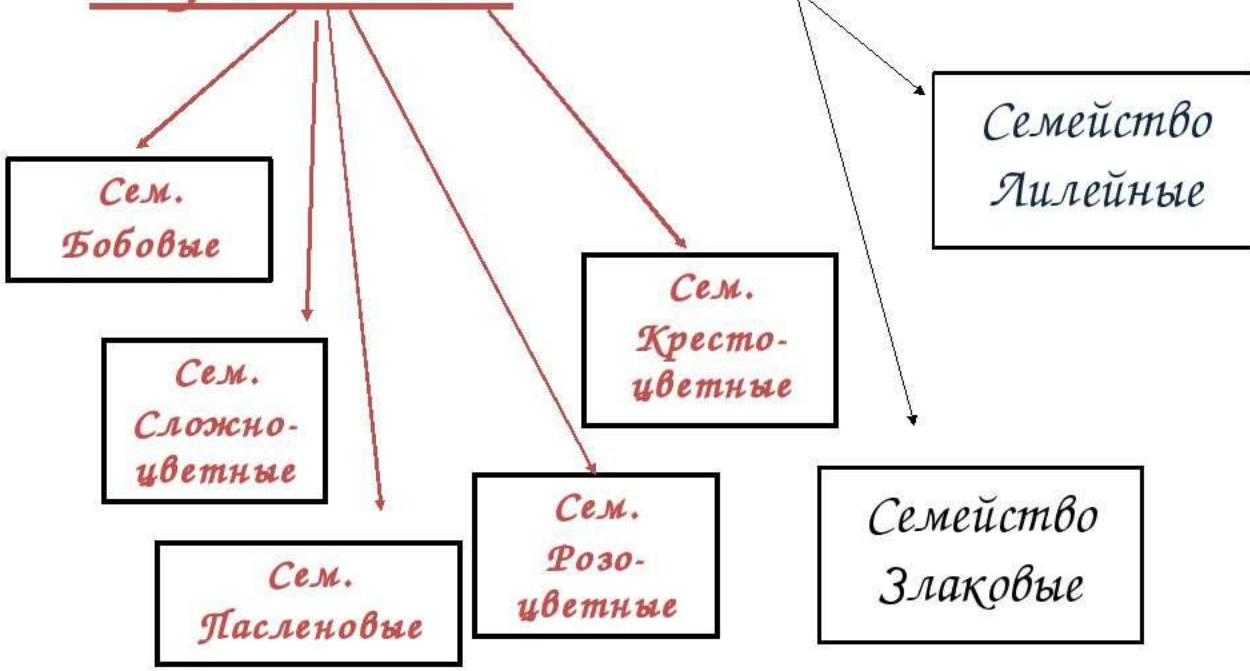 Семейство
Лилейные
Сем.
Бобовые
Сем.
Кресто-
цветные
Сем.
Сложно-
цветные
Сем.
Розо-
цветные
Семейство
Злаковые
Сем.
Пасленовые